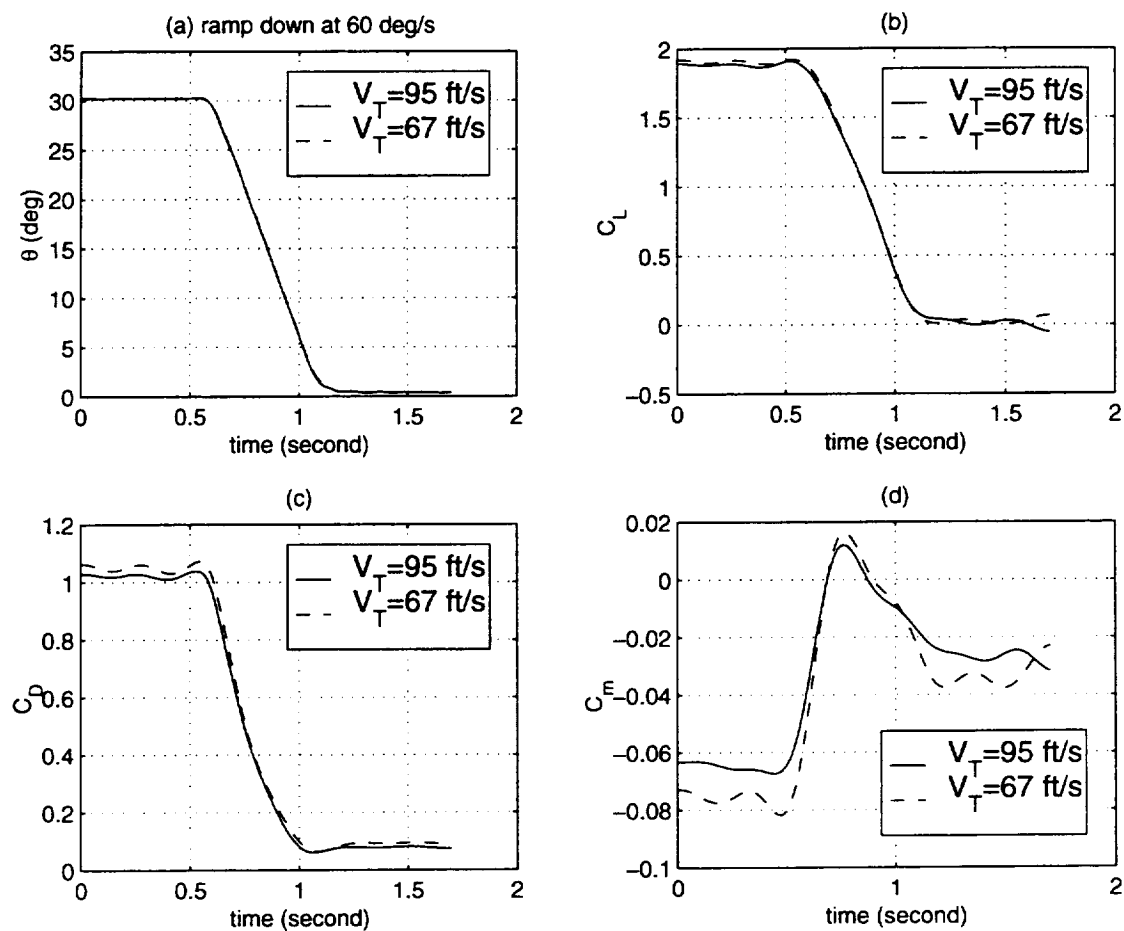 (a) ramp down at 60 deg/s
35
30
25
20
15
10
5
0
θ (deg)
0 0.5 1 1.5 2
time (second)
V_T=95 ft/s
V_T=67 ft/s
(b)
2
1.5
1
0.5
0
−0.5
C_L
0 0.5 1 1.5 2
time (second)
V_T=95 ft/s
V_T=67 ft/s
(c)
1.2
1
0.8
0.6
0.4
0.2
0
C_D
0 0.5 1 1.5 2
time (second)
V_T=95 ft/s
V_T=67 ft/s
(d)
0.02
0
−0.02
−0.04
−0.06
−0.08
−0.1
C_m
0 1 2
time (second)
V_T=95 ft/s
V_T=67 ft/s